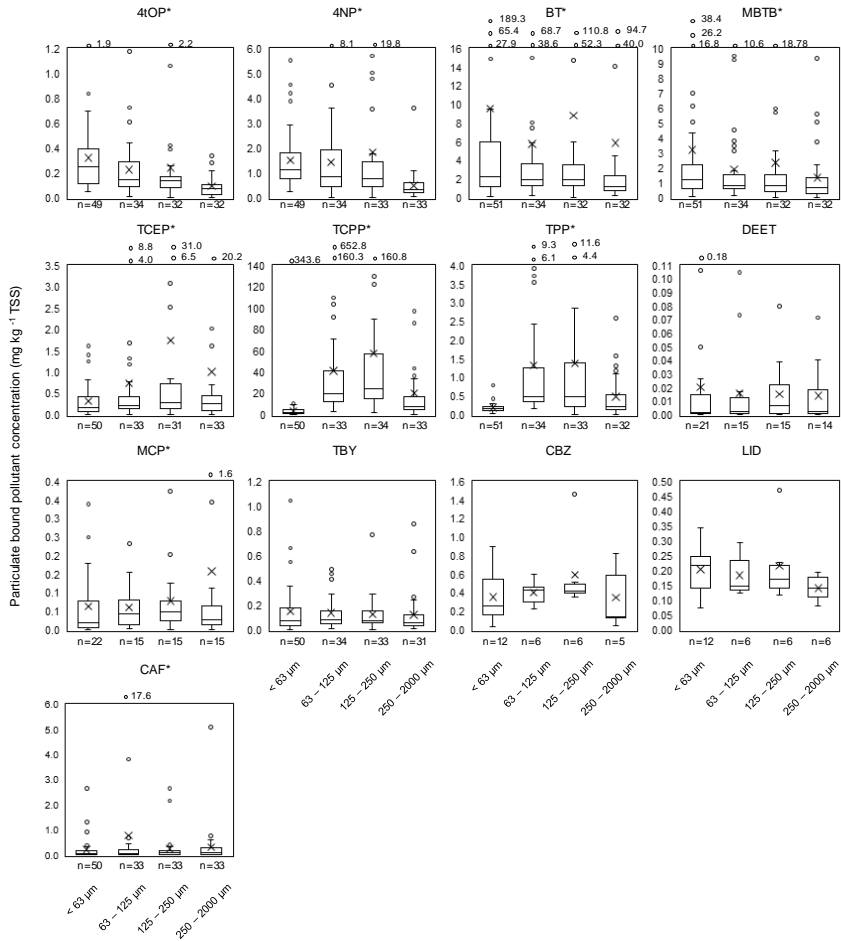 4tOP*
4NP*
BT*
MBTB*
189.3
65.4
27.9
68.7
38.6
110.8
52.3
94.7
40.0
38.4
26.2
16.8
10.6
18.78
1.9
2.2
8.1
19.8
1.2
1.0
0.8
0.6
0.4
0.2
0.0
n=49
n=34
n=32
n=32
6.0
5.0
4.0
3.0
2.0
1.0
0.0
n=49
n=34
n=33
n=33
16
14
12
10
8
6
4
2
0
n=51
n=34
n=32
n=32
10
9
8
7
6
5
4
3
2
1
0
n=51
n=34
n=32
n=32
TCEP*
TCPP*
TPP*
DEET
8.8
4.0
31.0
6.5
20.2
343.6
652.8
160.3
160.8
9.3
6.1
11.6
4.4
0.18
3.5
3.0
2.5
2.0
1.5
1.0
0.5
0.0
n=50
n=33
n=31
n=33
140
120
100
80
60
40
20
0
n=50
n=33
n=34
n=33
4.0
3.5
3.0
2.5
2.0
1.5
1.0
0.5
0.0
n=51
n=34
n=33
n=32
0.11
0.10
0.09
0.08
0.07
0.06
0.05
0.04
0.03
0.02
0.01
0.00
n=21
n=15
n=15
n=14
Particulate bound pollutant concentration (mg kg -1 TSS)
MCP*
TBY
CBZ
LID
1.6
0.4
0.4
0.3
0.3
0.2
0.2
0.1
0.1
0.0
n=22
n=15
n=15
n=15
1.2
1.0
0.8
0.6
0.4
0.2
0.0
n=50
n=34
n=33
n=31
1.6
1.4
1.2
1.0
0.8
0.6
0.4
0.2
0.0
n=12
n=6
n=6
n=5
0.50
0.45
0.40
0.35
0.30
0.25
0.20
0.15
0.10
0.05
0.00
n=12
n=6
n=6
n=6
< 63 µm
63 – 125 µm
125 – 250 µm
250 – 2000 µm
< 63 µm
63 – 125 µm
125 – 250 µm
250 – 2000 µm
< 63 µm
63 – 125 µm
125 – 250 µm
250 – 2000 µm
CAF*
17.6
6.0
5.0
4.0
3.0
2.0
1.0
0.0
n=50
n=33
n=33
n=33
< 63 µm
63 – 125 µm
125 – 250 µm
250 – 2000 µm